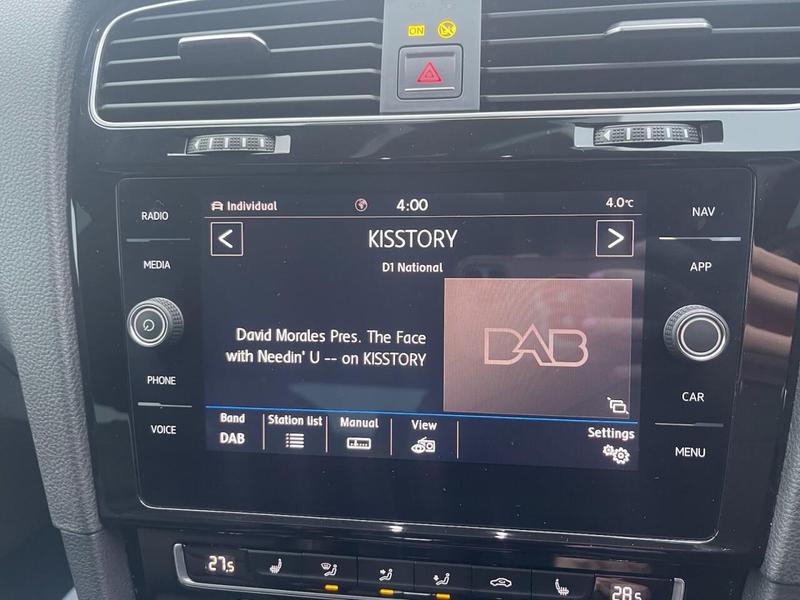 ON
Individual 4:00 4.0°C
RADIO NAV
KISSTORY
D1 National
MEDIA APP
David Morales Pres. The Face
with Needin' U -- on KISSTORY
DAB
PHONE CAR
VOICE MENU
Band Station list Manual View Settings
DAB
27.5 28.5